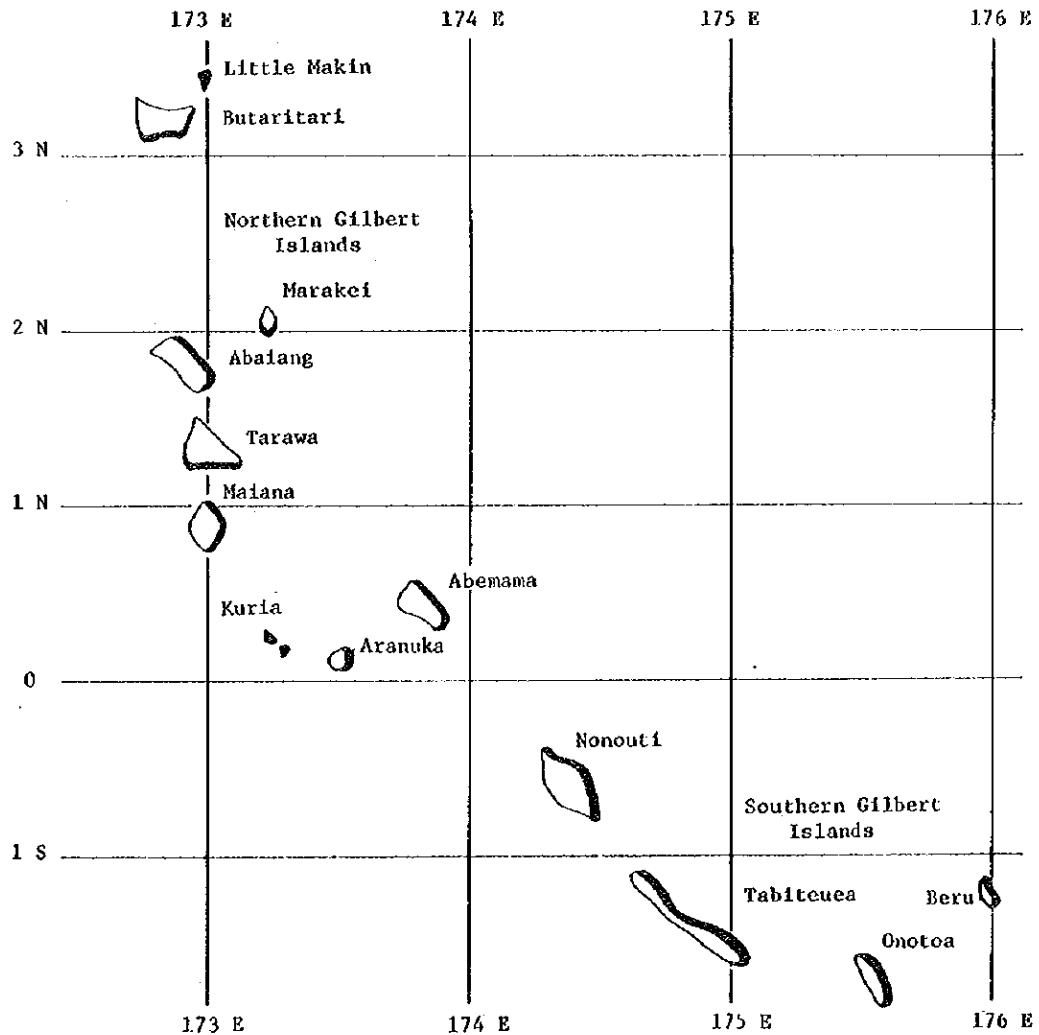 173 E 174 E 175 E 176 E
Little Makin
Butaritari
3 N
Northern Gilbert
Islands
Marakei
2 N
Abaiang
Tarawa
Maiana
1 N
Abemama
Kuria
Aranuka
0
Nonouti
Southern Gilbert
Islands
1 S
Tabiteuea
Beru
Onotoa
173 E 174 E 175 E 176 E